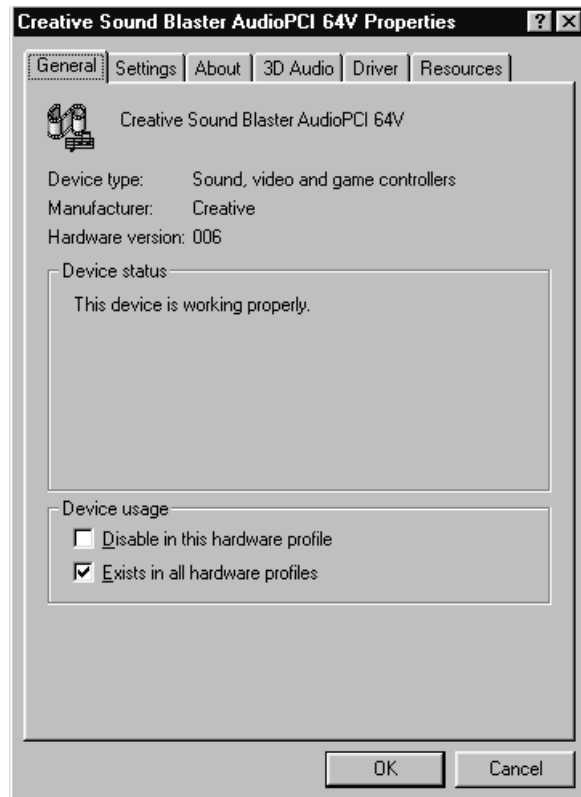 Creative Sound Blaster AudioPCI 64V Properties
General Settings About 3D Audio Driver Resources
Creative Sound Blaster AudioPCI 64V
Device type: Sound, video and game controllers
Manufacturer: Creative
Hardware version: 006
Device status
This device is working properly.
Device usage
Disable in this hardware profile
Exists in all hardware profiles
OK Cancel